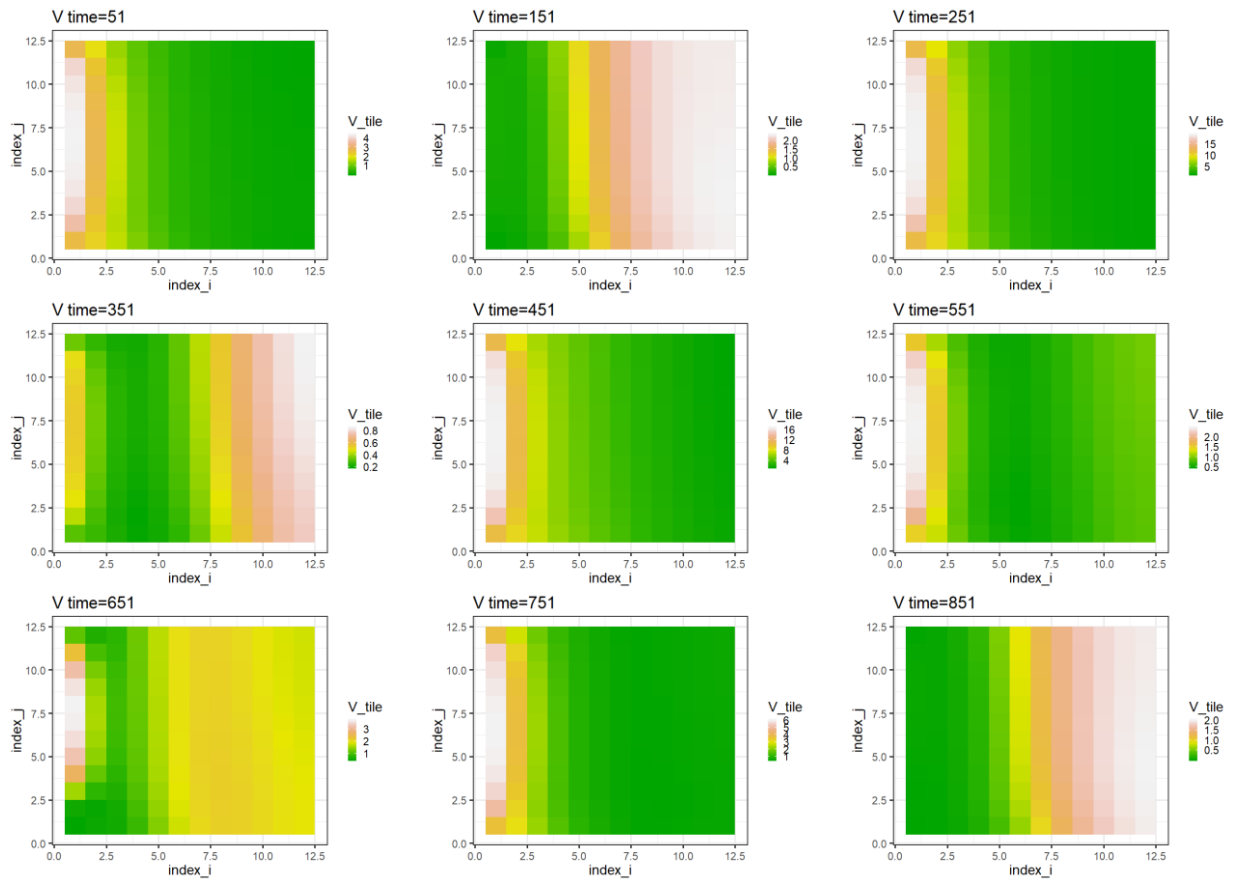 V time=51
V time=151
V time=251
12.5
10.0
7.5
5.0
2.5
0.0
index_j
0.0 2.5 5.0 7.5 10.0 12.5
index_i
V_tile
4
3
2
1
12.5
10.0
7.5
5.0
2.5
0.0
index_j
0.0 2.5 5.0 7.5 10.0 12.5
index_i
V_tile
2.0
1.5
1.0
0.5
12.5
10.0
7.5
5.0
2.5
0.0
index_j
0.0 2.5 5.0 7.5 10.0 12.5
index_i
V_tile
15
10
5
V time=351
V time=451
V time=551
12.5
10.0
7.5
5.0
2.5
0.0
index_j
0.0 2.5 5.0 7.5 10.0 12.5
index_i
V_tile
0.8
0.6
0.4
0.2
12.5
10.0
7.5
5.0
2.5
0.0
index_j
0.0 2.5 5.0 7.5 10.0 12.5
index_i
V_tile
16
12
8
4
12.5
10.0
7.5
5.0
2.5
0.0
index_j
0.0 2.5 5.0 7.5 10.0 12.5
index_i
V_tile
2.0
1.5
1.0
0.5
V time=651
V time=751
V time=851
12.5
10.0
7.5
5.0
2.5
0.0
index_j
0.0 2.5 5.0 7.5 10.0 12.5
index_i
V_tile
3
2
1
12.5
10.0
7.5
5.0
2.5
0.0
index_j
0.0 2.5 5.0 7.5 10.0 12.5
index_i
V_tile
6
5
4
3
2
1
12.5
10.0
7.5
5.0
2.5
0.0
index_j
0.0 2.5 5.0 7.5 10.0 12.5
index_i
V_tile
2.0
1.5
1.0
0.5